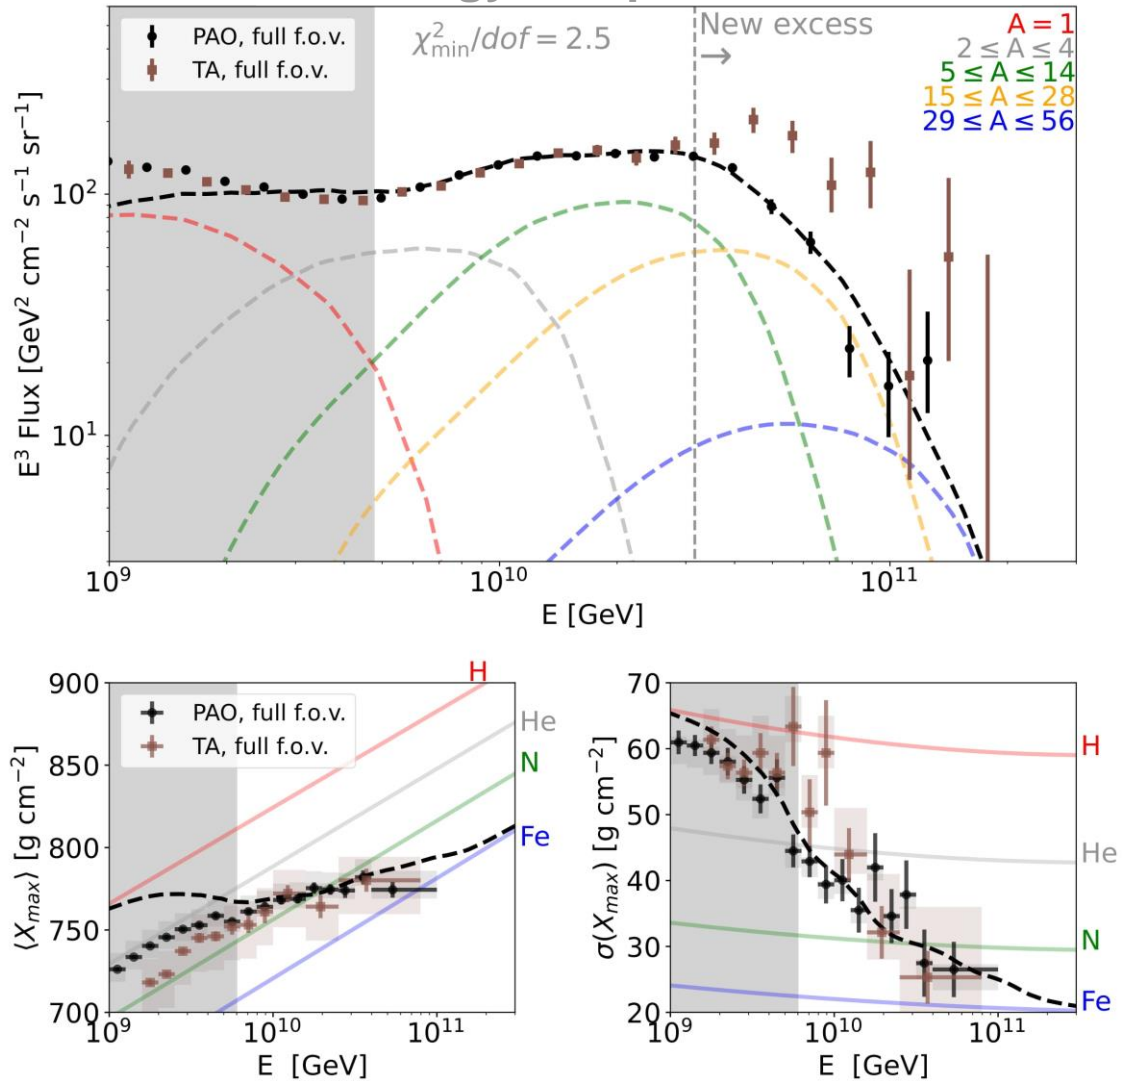 PAO, full f.o.v.
TA, full f.o.v.
χ²_min/dof = 2.5
New excess
→
A = 1
2 ≤ A ≤ 4
5 ≤ A ≤ 14
15 ≤ A ≤ 28
29 ≤ A ≤ 56
E³ Flux [GeV² cm⁻² s⁻¹ sr⁻¹]
10²
10¹
10⁹
10¹⁰
10¹¹
E [GeV]
PAO, full f.o.v.
TA, full f.o.v.
H
He
N
Fe
⟨X_max⟩ [g cm⁻²]
900
850
800
750
700
10⁹
10¹⁰
10¹¹
E [GeV]
σ(X_max) [g cm⁻²]
70
60
50
40
30
20
H
He
N
Fe
10⁹
10¹⁰
10¹¹
E [GeV]